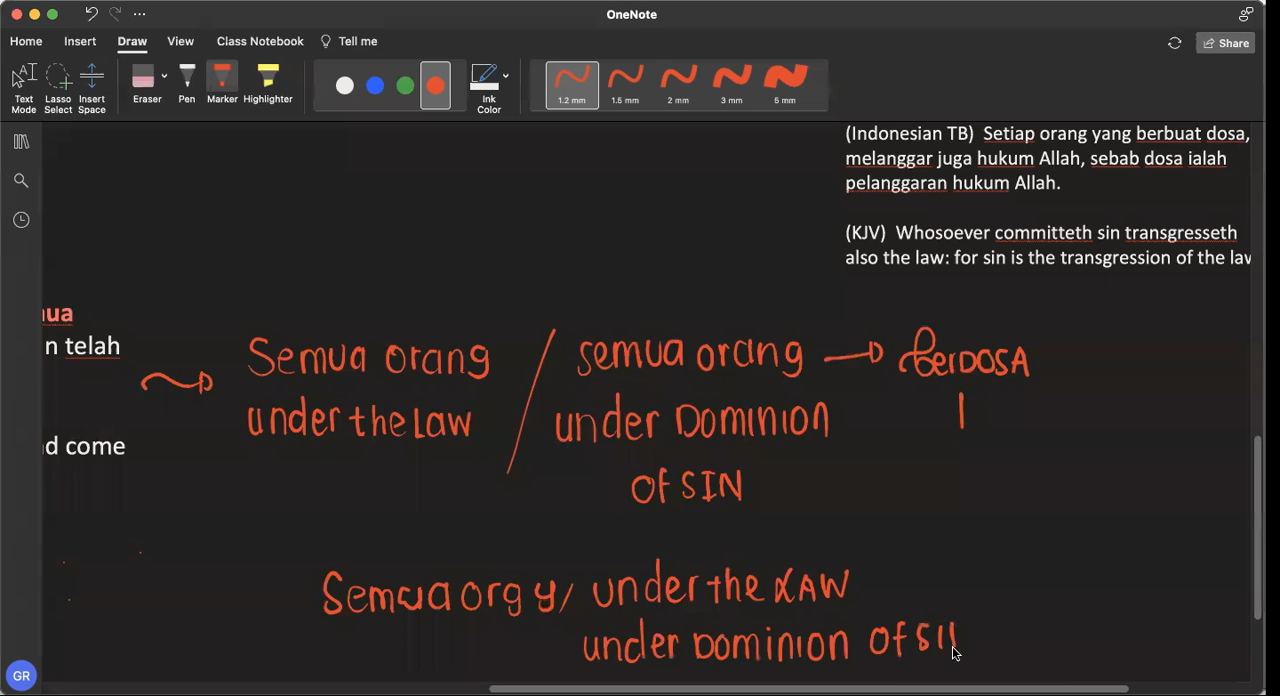 OneNote
Home Insert Draw View Class Notebook Tell me
Share
Text Mode
Lasso Select
Insert Space
Eraser
Pen
Marker
Highlighter
Ink Color
1.2 mm
1.5 mm
2 mm
3 mm
5 mm
(Indonesian TB) Setiap orang yang berbuat dosa,
melanggar juga hukum Allah, sebab dosa ialah
pelanggaran hukum Allah.
(KJV) Whosoever committeth sin transgresseth
also the law: for sin is the transgression of the law
ua
n telah
d come
Semua orang
under the LAW
/
semua orang
under DOMINION
OF SIN
berDOSA
Semua org y/ under the LAW
under DOMINION OF SI
GR